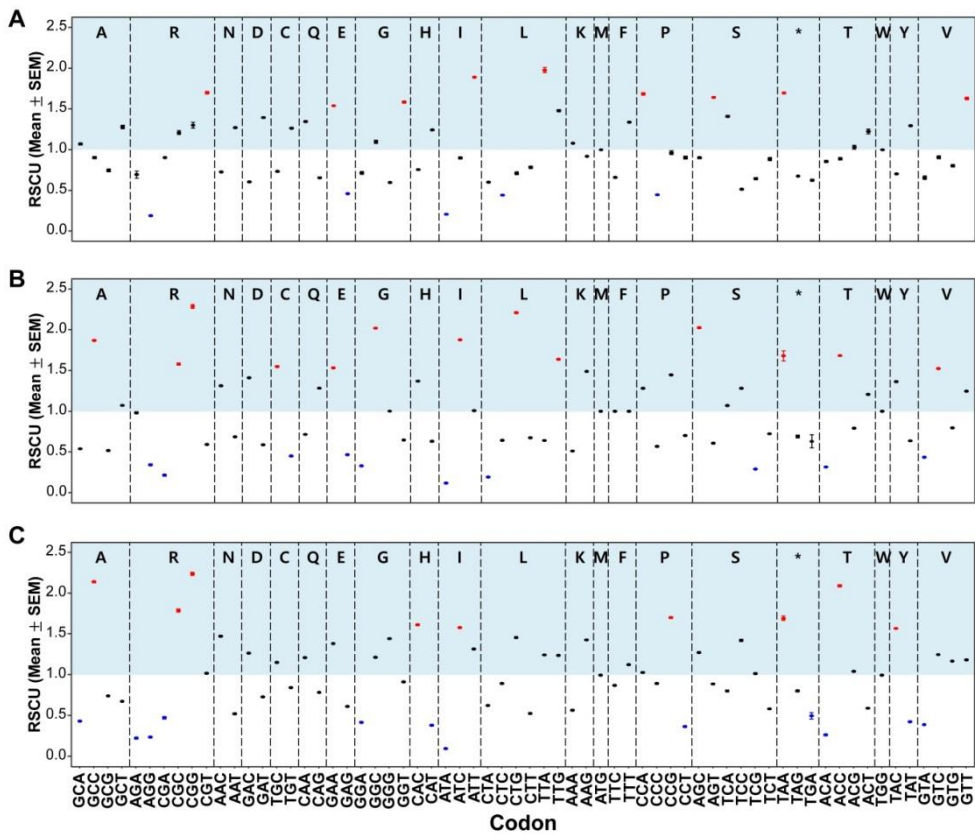 A
A R N D C Q E G H I L K M F P S * T W Y V
RSCU (Mean ± SEM)
2.5
2.0
1.5
1.0
0.5
0.0
B
A R N D C Q E G H I L K M F P S * T W Y V
RSCU (Mean ± SEM)
2.5
2.0
1.5
1.0
0.5
0.0
C
A R N D C Q E G H I L K M F P S * T W Y V
RSCU (Mean ± SEM)
2.5
2.0
1.5
1.0
0.5
0.0
GCA GCC GCG GCT AGA AGG CGA CGC CGG CGT AAC AAT GAC GAT TGC TGT CAA CAG GAA GAG GGA GGC GGG GGT CAC CAT ATA ATC ATT CTA CTC CTG CTT TTA TTG AAA AAG ATG TTC TTT CCA CCC CCG CCT AGC AGT TCA TCC TCG TCT TAA TAG TGA ACA ACC ACG ACT TGG TAC TAT GTA GTC GTG GTT
Codon